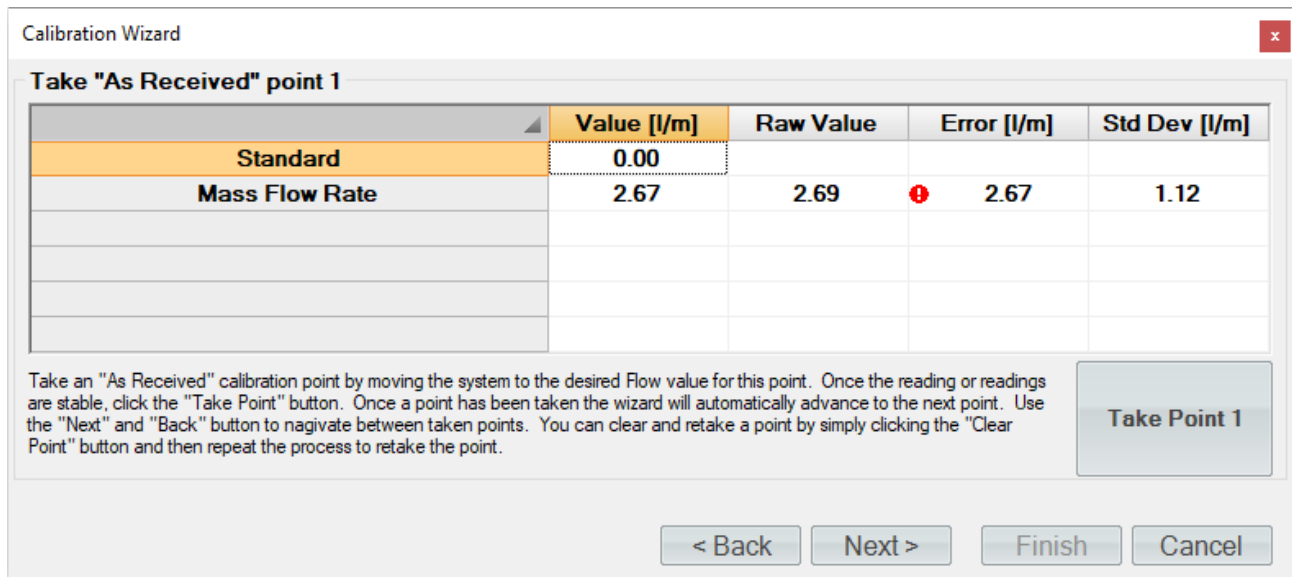 Calibration Wizard
x
Take "As Received" point 1
Value [l/m] Raw Value Error [l/m] Std Dev [l/m]
Standard 0.00
Mass Flow Rate 2.67 2.69 2.67 1.12
Take an "As Received" calibration point by moving the system to the desired Flow value for this point. Once the reading or readings
are stable, click the "Take Point" button. Once a point has been taken the wizard will automatically advance to the next point. Use
the "Next" and "Back" button to nagivate between taken points. You can clear and retake a point by simply clicking the "Clear
Point" button and then repeat the process to retake the point.
Take Point 1
< Back Next > Finish Cancel